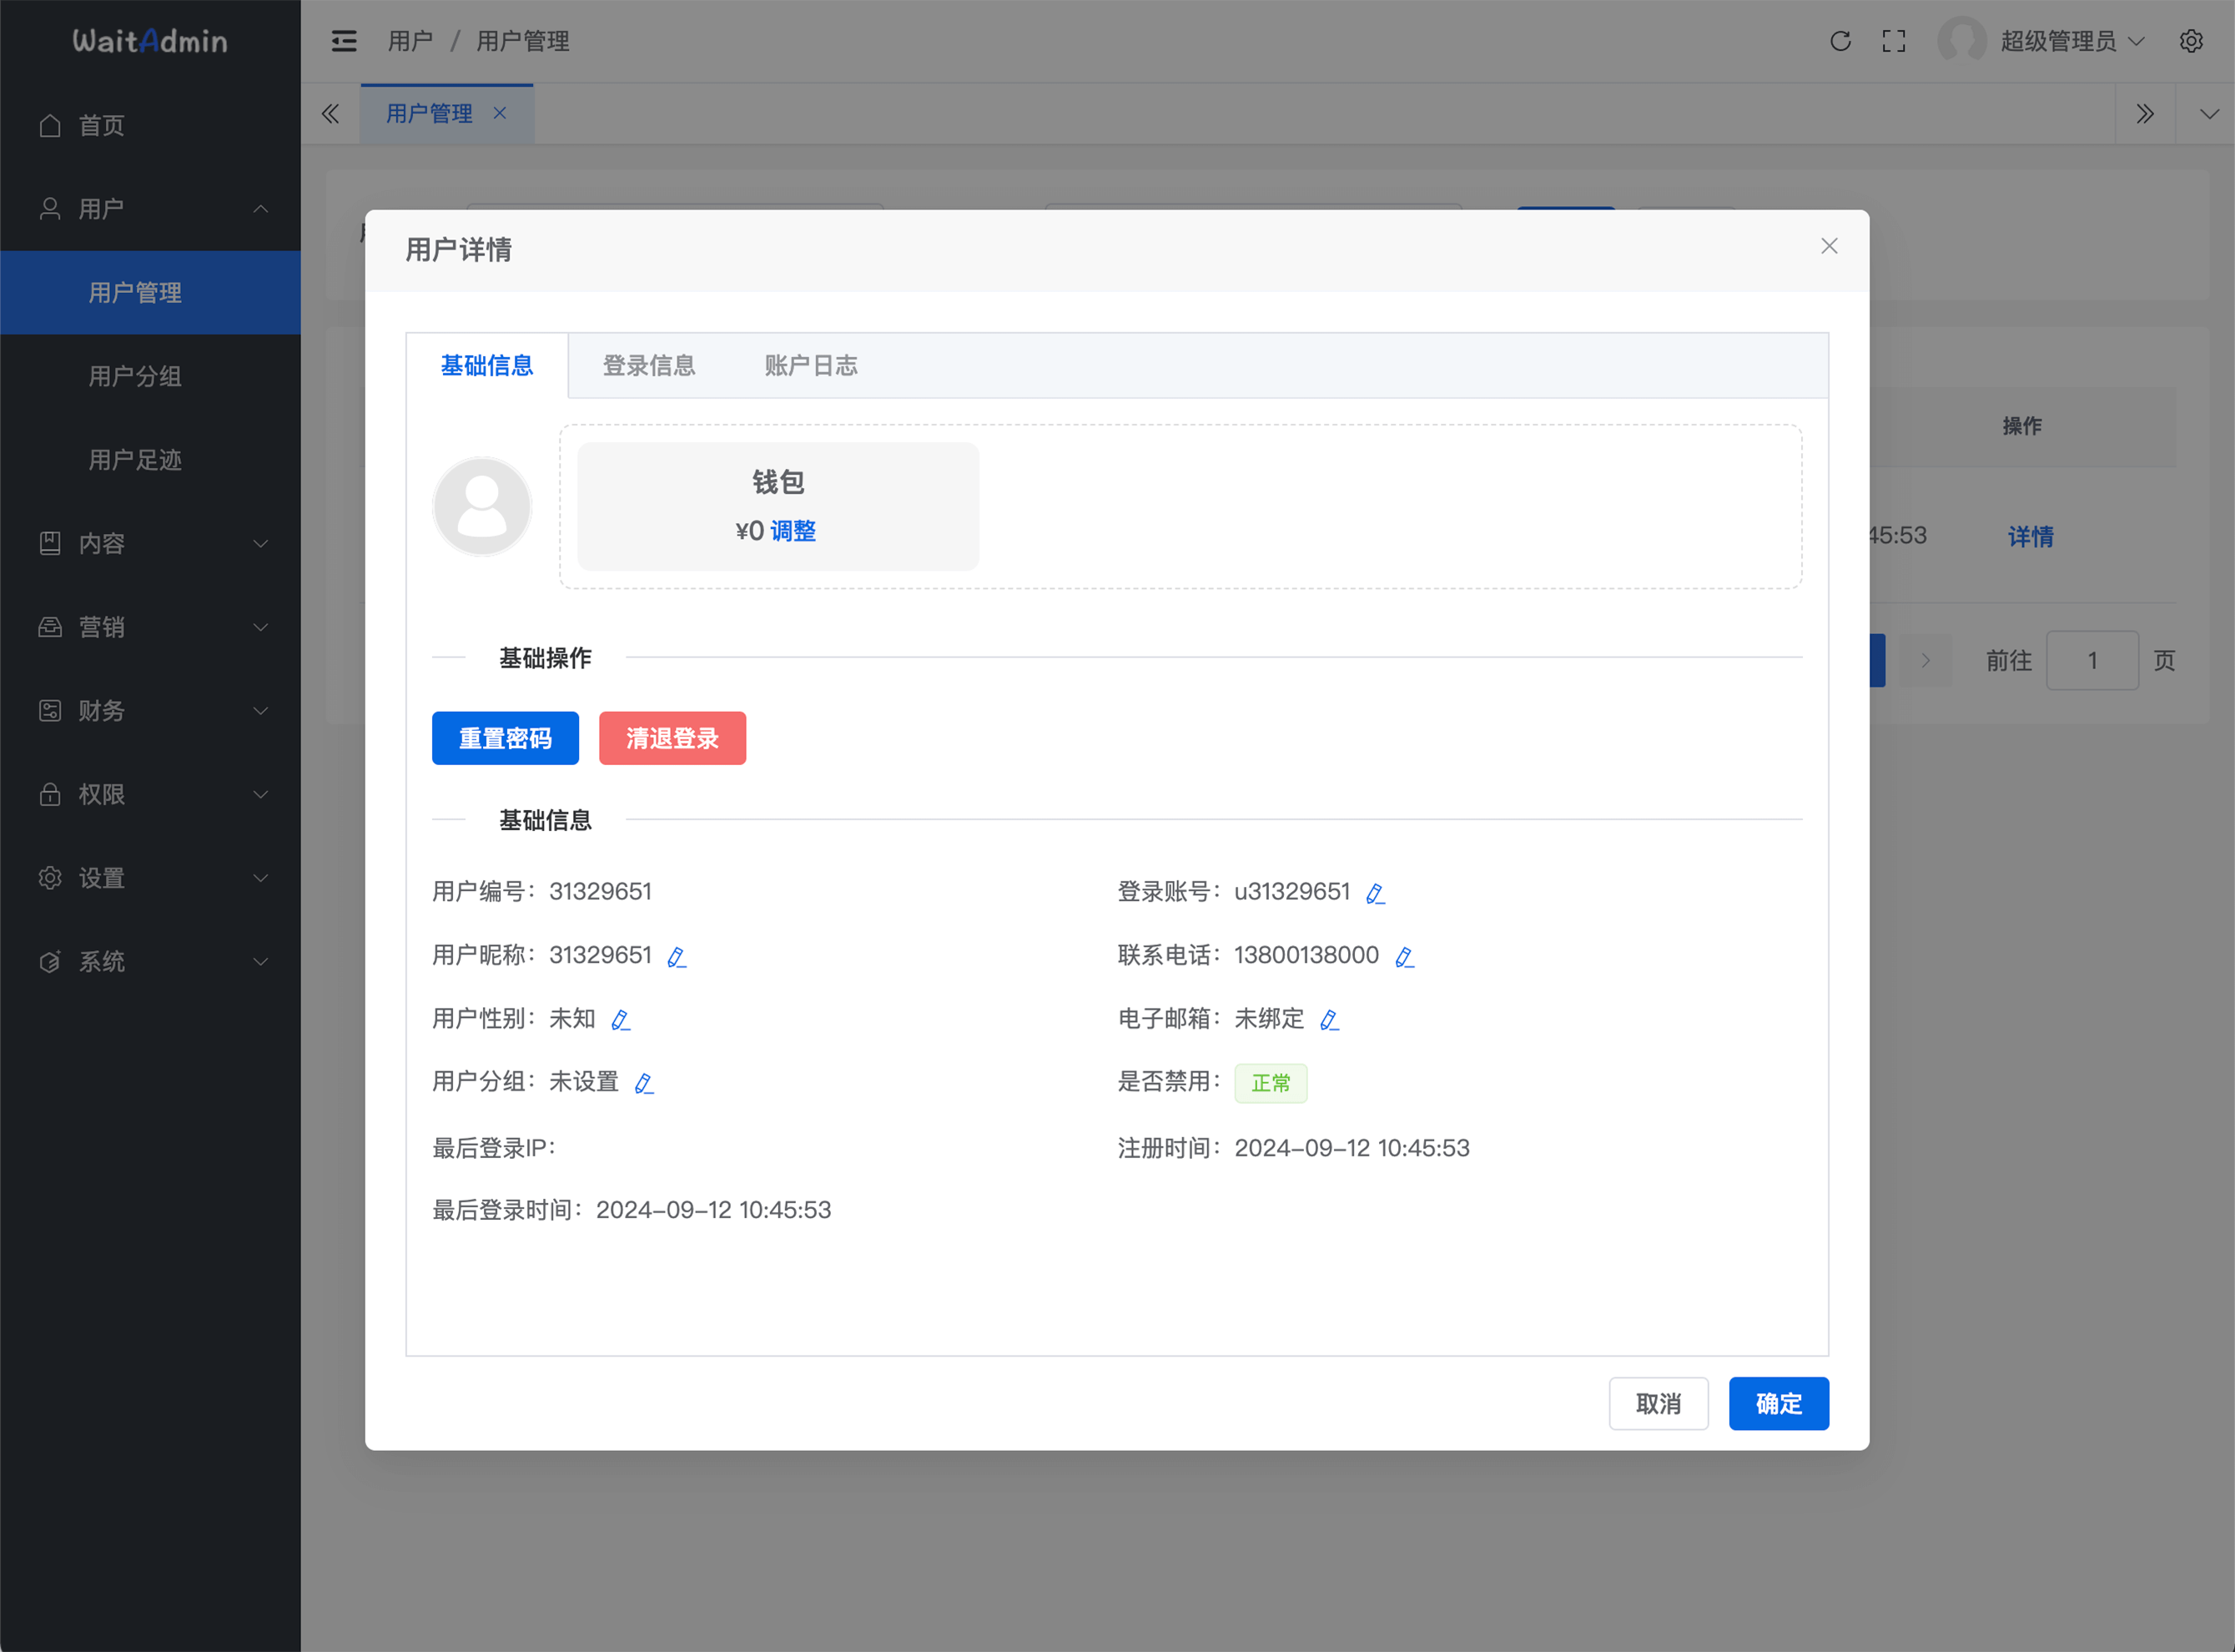 WaitAdmin
首页
用户
用户管理
用户分组
用户足迹
内容
营销
财务
权限
设置
系统
用户 / 用户管理
超级管理员
用户管理
用户详情
基础信息 登录信息 账户日志
钱包
¥0 调整
基础操作
重置密码 清退登录
基础信息
用户编号： 31329651 登录账号： u31329651
用户昵称： 31329651 联系电话： 13800138000
用户性别： 未知 电子邮箱： 未绑定
用户分组： 未设置 是否禁用： 正常
最后登录IP： 注册时间： 2024-09-12 10:45:53
最后登录时间： 2024-09-12 10:45:53
取消 确定
操作
45:53 详情
前往 1 页